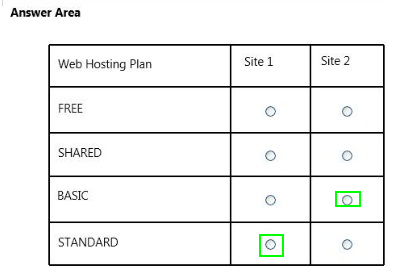 Answer Area
Web Hosting Plan Site 1 Site 2
FREE
SHARED
BASIC
STANDARD